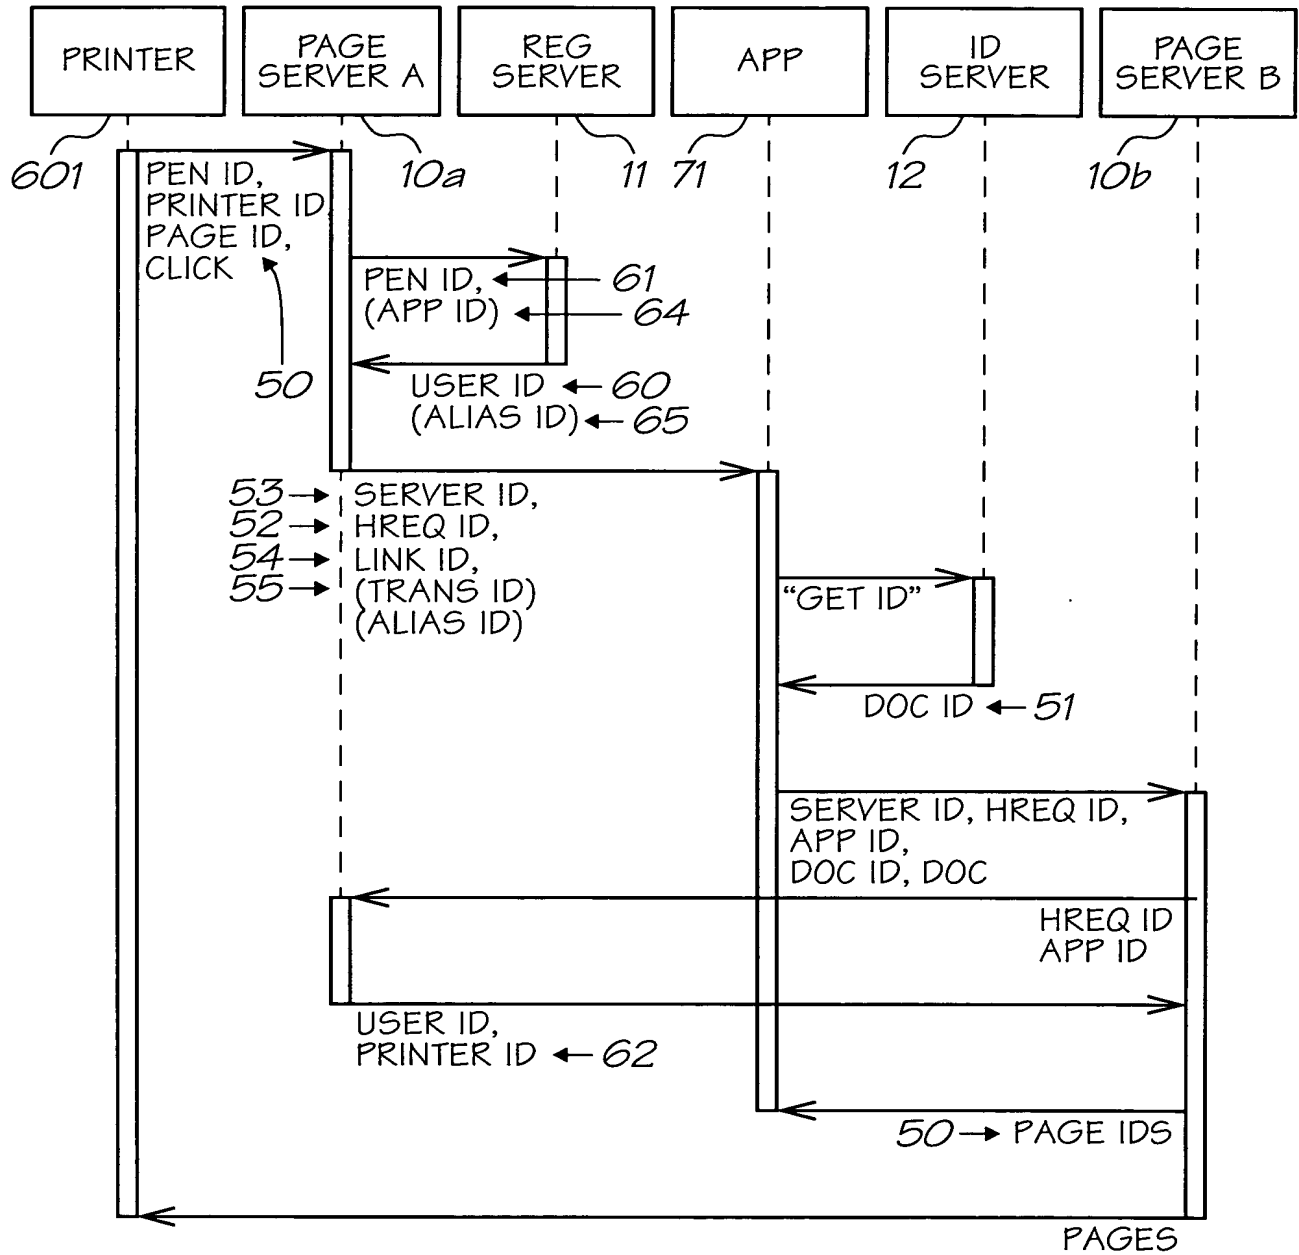 PRINTER
PAGE
SERVER A
REG
SERVER
APP
ID
SERVER
PAGE
SERVER B
601
10a
11
71
12
10b
PEN ID,
PRINTER ID
PAGE ID,
CLICK
50
PEN ID,
61
(APP ID)
64
USER ID
60
(ALIAS ID)
65
53
SERVER ID,
52
HREQ ID,
54
LINK ID,
55
(TRANS ID)
(ALIAS ID)
"GET ID"
DOC ID
51
SERVER ID, HREQ ID,
APP ID,
DOC ID, DOC
HREQ ID
APP ID
USER ID,
PRINTER ID
62
50
PAGE IDS
PAGES